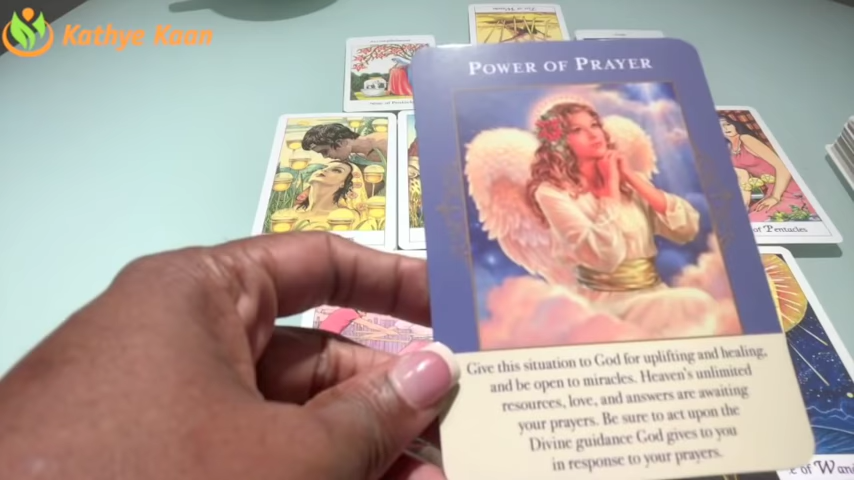 Kathye Kaan
POWER OF PRAYER
of Pentacles
Give this situation to God for uplifting and healing,
and be open to miracles. Heaven's unlimited
resources, love, and answers are awaiting
your prayers. Be sure to act upon the
Divine guidance God gives to you
in response to your prayers.
of Wan